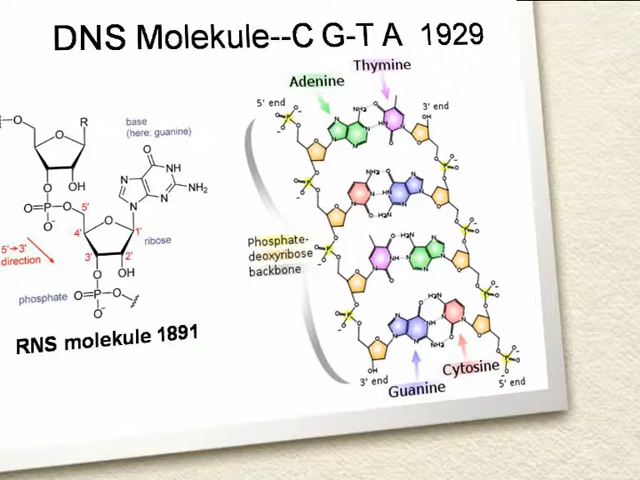 DNS Molekule--C G-T A 1929
Thymine
Adenine
5' end
3' end
base
(here: guanine)
R
OH
5'
4'
1'
3'
2'
ribose
5'→3'
direction
OH
phosphate
O=P-O
O-
O=P-O
O-
N
NH
N
N
NH₂
O
Phosphate-
deoxyribose
backbone
RNS molekule 1891
3' end
Cytosine
5' end
Guanine